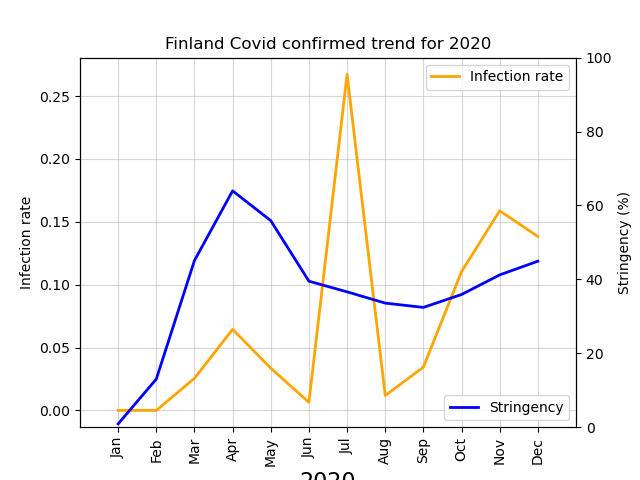 Finland Covid confirmed trend for 2020
Infection rate
0.25
0.20
0.15
0.10
0.05
0.00
Infection rate
100
80
60
40
20
0
Stringency (%)
Stringency
Jan
Feb
Mar
Apr
May
Jun
Jul
Aug
Sep
Oct
Nov
Dec
2020